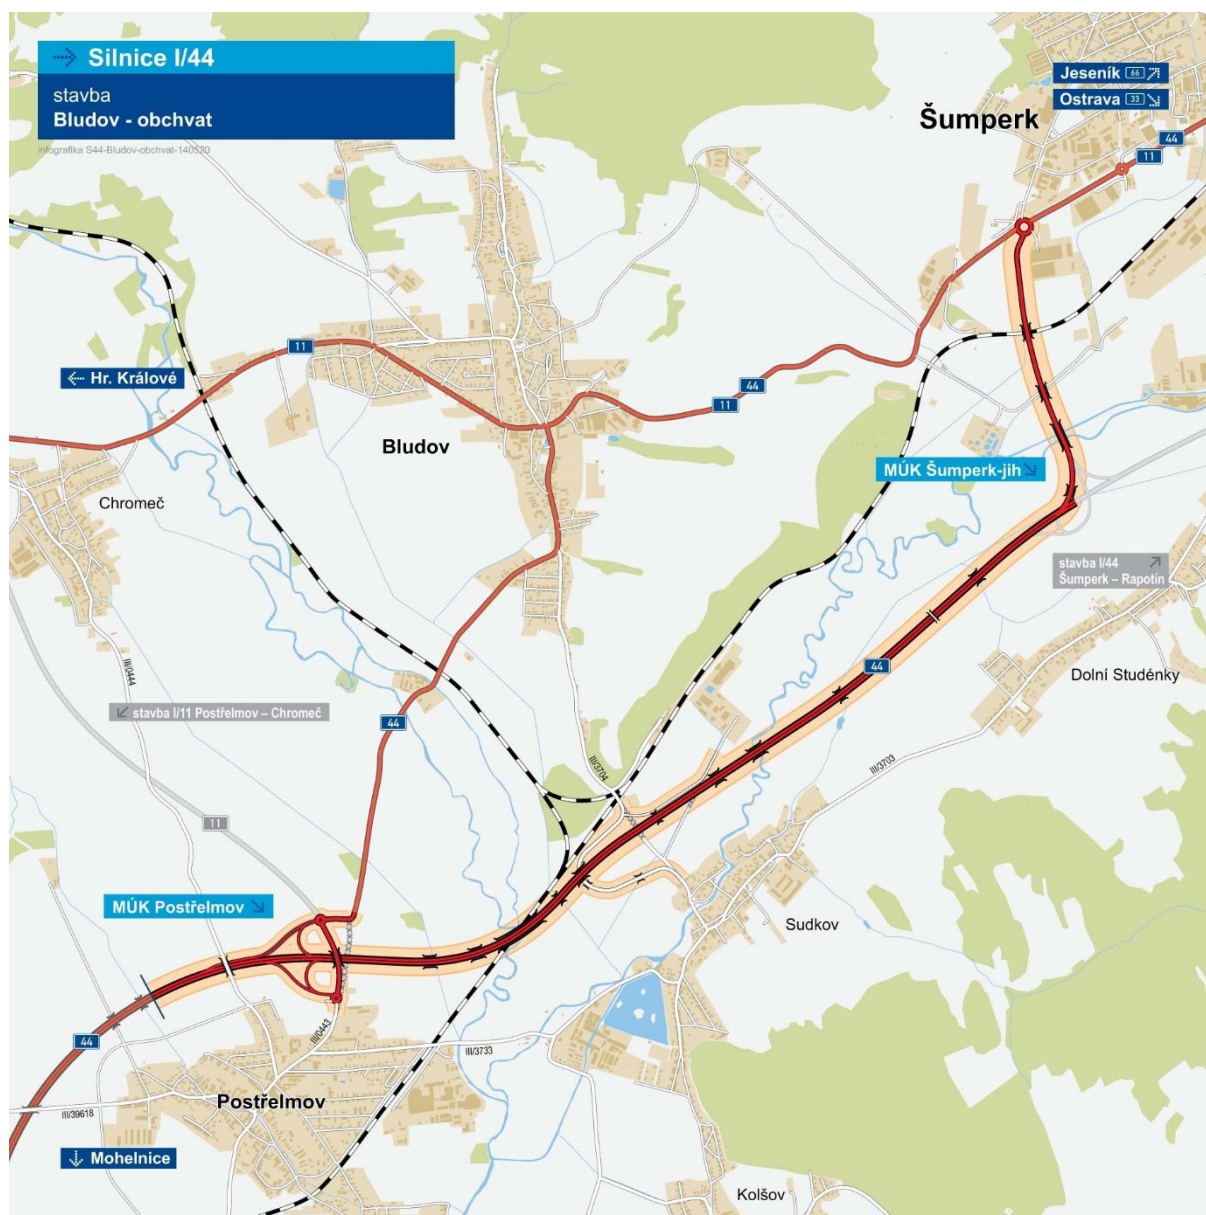 Silnice I/44
stavba
Bludov - obchvat
infografika S44-Bludov-obchvat-140520
Jeseník 66
Ostrava 33
Šumperk
44
11
11
Hr. Králové
44
11
Bludov
MÚK Šumperk-jih
Chromeč
stavba I/44
Šumperk – Rapotín
III/0444
44
Dolní Studénky
stavba I/11 Postřelmov – Chromeč
44
III/3704
III/3703
11
MÚK Postřelmov
Sudkov
44
III/0443
III/3733
Postřelmov
III/39618
Mohelnice
Kolšov